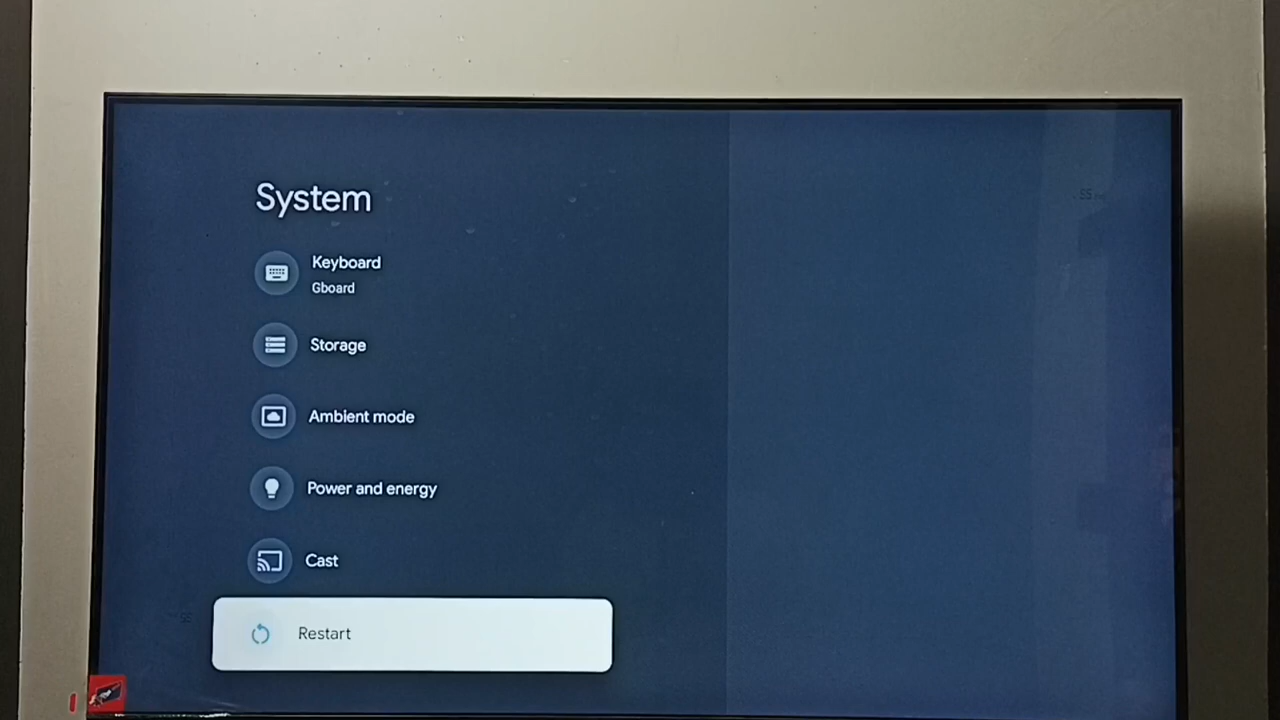 System
Keyboard
Gboard
Storage
Ambient mode
Power and energy
Cast
Restart